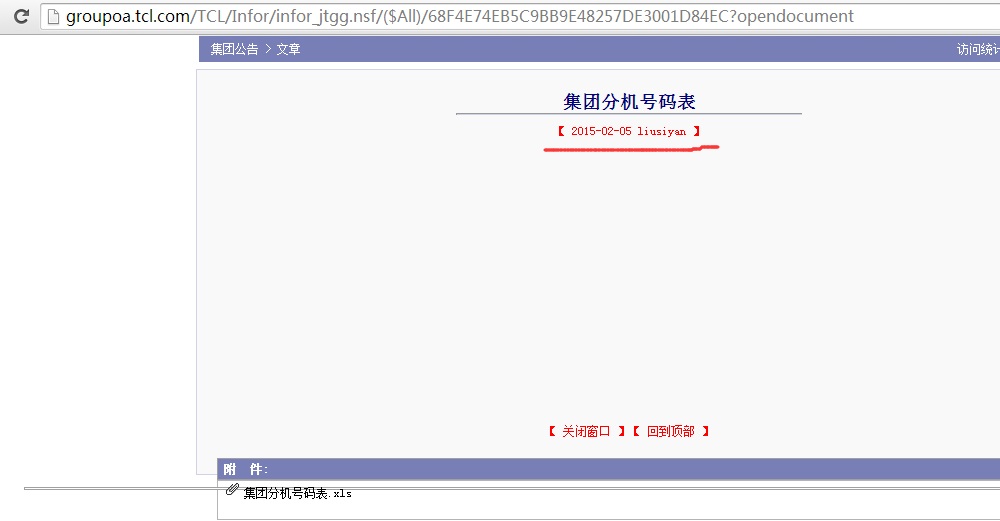 groupoa.tcl.com/TCL/Infor/infor_jtgg.nsf/($All)/68F4E74EB5C9BB9E48257DE3001D84EC?opendocument
集团公告 > 文章 访问统计
集团分机号码表
【 2015-02-05 liusiyan 】
【 关闭窗口 】【 回到顶部 】
附 件:
集团分机号码表.xls